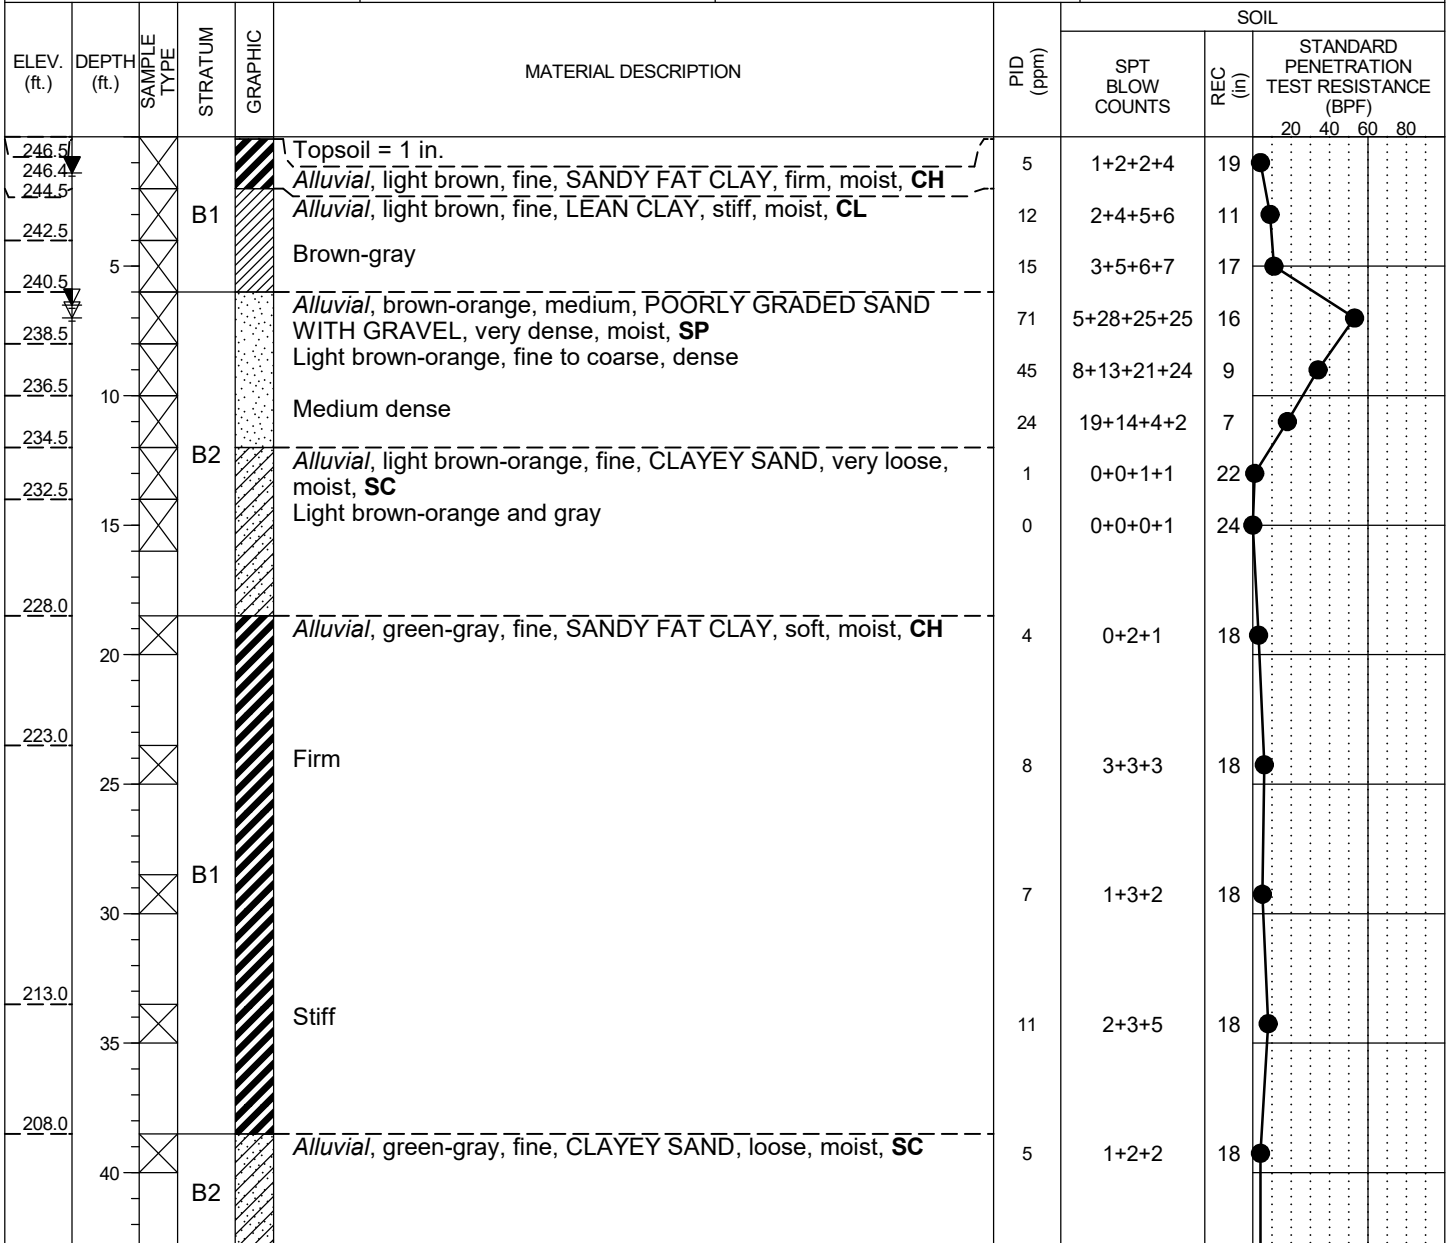 SOIL
ELEV. (ft.)
DEPTH (ft.)
SAMPLE TYPE
STRATUM
GRAPHIC
MATERIAL DESCRIPTION
PID (ppm)
SPT BLOW COUNTS
REC (in)
STANDARD PENETRATION TEST RESISTANCE (BPF)
20 40 60 80
246.5 Topsoil = 1 in. 5 1+2+2+4 19
246.4 Alluvial, light brown, fine, SANDY FAT CLAY, firm, moist, CH
244.5 B1 Alluvial, light brown, fine, LEAN CLAY, stiff, moist, CL 12 2+4+5+6 11
242.5 Brown-gray
5 15 3+5+6+7 17
240.5 Alluvial, brown-orange, medium, POORLY GRADED SAND
WITH GRAVEL, very dense, moist, SP 71 5+28+25+25 16
238.5 Light brown-orange, fine to coarse, dense 45 8+13+21+24 9
236.5
10 Medium dense 24 19+14+4+2 7
234.5 B2 Alluvial, light brown-orange, fine, CLAYEY SAND, very loose,
moist, SC 1 0+0+1+1 22
232.5 Light brown-orange and gray
15 0 0+0+0+1 24
228.0 Alluvial, green-gray, fine, SANDY FAT CLAY, soft, moist, CH 4 0+2+1 18
20
223.0 Firm 8 3+3+3 18
25
B1 7 1+3+2 18
30
213.0 Stiff 11 2+3+5 18
35
208.0 Alluvial, green-gray, fine, CLAYEY SAND, loose, moist, SC 5 1+2+2 18
40
B2